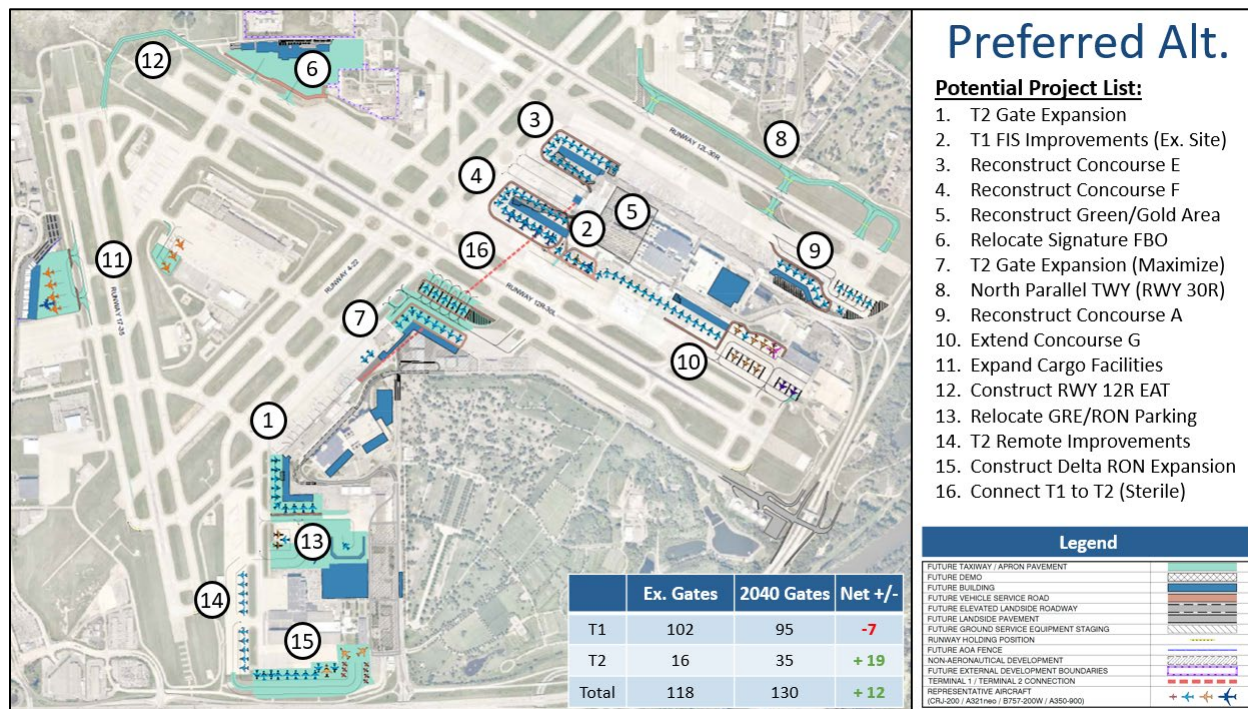 12
6
3
8
RUNWAY 12L-30R
4
5
2
9
11
RUNWAY 17-35
16
RUNWAY 4-22
RUNWAY 12R-30L
7
10
1
13
14
15
Ex. Gates 2040 Gates Net +/-
T1 102 95 -7
T2 16 35 + 19
Total 118 130 + 12
Preferred Alt.
Potential Project List:
1. T2 Gate Expansion
2. T1 FIS Improvements (Ex. Site)
3. Reconstruct Concourse E
4. Reconstruct Concourse F
5. Reconstruct Green/Gold Area
6. Relocate Signature FBO
7. T2 Gate Expansion (Maximize)
8. North Parallel TWY (RWY 30R)
9. Reconstruct Concourse A
10. Extend Concourse G
11. Expand Cargo Facilities
12. Construct RWY 12R EAT
13. Relocate GRE/RON Parking
14. T2 Remote Improvements
15. Construct Delta RON Expansion
16. Connect T1 to T2 (Sterile)
Legend
FUTURE TAXIWAY / APRON PAVEMENT
FUTURE DEMO
FUTURE BUILDING
FUTURE VEHICLE SERVICE ROAD
FUTURE ELEVATED LANDSIDE ROADWAY
FUTURE LANDSIDE PAVEMENT
FUTURE GROUND SERVICE EQUIPMENT STAGING
RUNWAY HOLDING POSITION
FUTURE AOA FENCE
NON-AERONAUTICAL DEVELOPMENT
FUTURE EXTERNAL DEVELOPMENT BOUNDARIES
TERMINAL 1 / TERMINAL 2 CONNECTION
REPRESENTATIVE AIRCRAFT
(CRJ-200 / A321neo / B757-200W / A350-900)